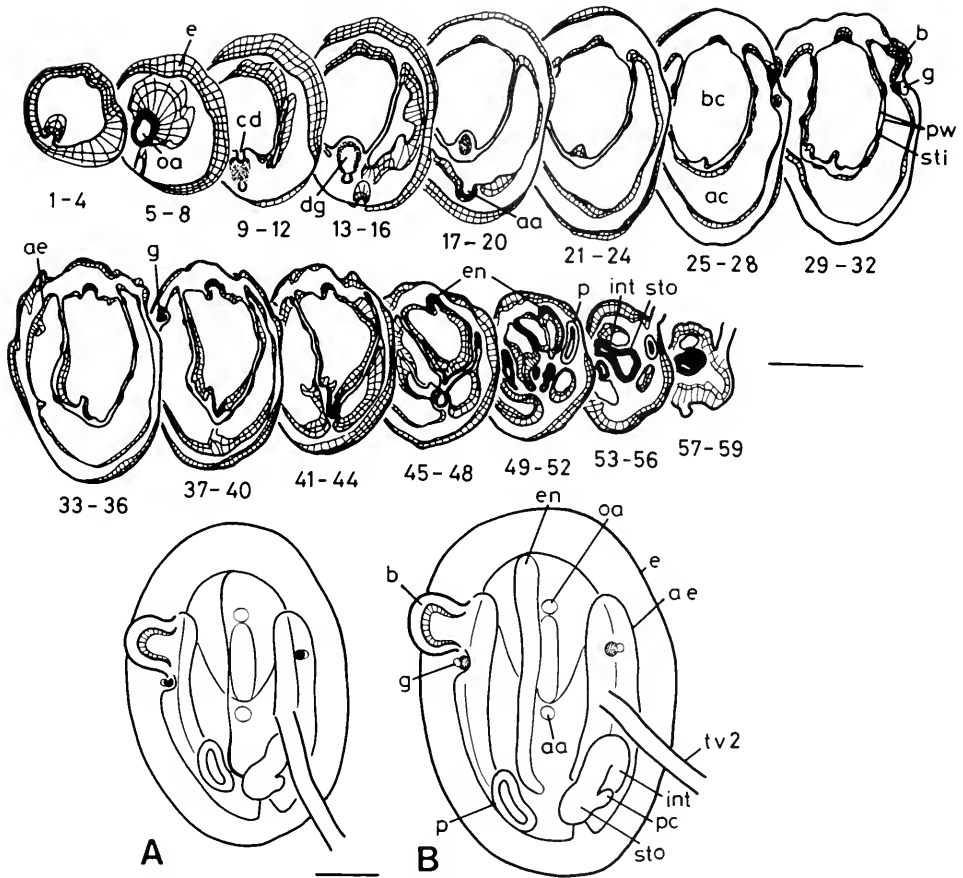 e b
cd bc g
oa pw
dg sti
aa ac
1-4 5-8 9-12 13-16 17-20 21-24 25-28 29-32
ae g en p int sto
33-36 37-40 41-44 45-48 49-52 53-56 57-59
en oa e
b ae
g aa tv2
p int
pc
sto
A B